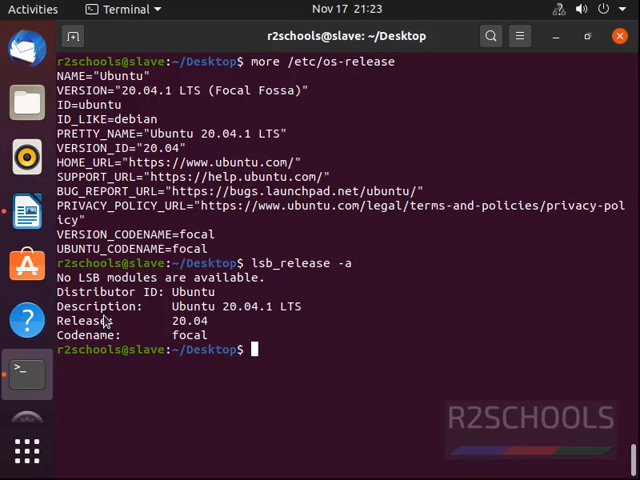 Activities
Terminal
Nov 17 21:23
r2schools@slave: ~/Desktop
r2schools@slave:~/Desktop$ more /etc/os-release
NAME="Ubuntu"
VERSION="20.04.1 LTS (Focal Fossa)"
ID=ubuntu
ID_LIKE=debian
PRETTY_NAME="Ubuntu 20.04.1 LTS"
VERSION_ID="20.04"
HOME_URL="https://www.ubuntu.com/"
SUPPORT_URL="https://help.ubuntu.com/"
BUG_REPORT_URL="https://bugs.launchpad.net/ubuntu/"
PRIVACY_POLICY_URL="https://www.ubuntu.com/legal/terms-and-policies/privacy-pol
icy"
VERSION_CODENAME=focal
UBUNTU_CODENAME=focal
r2schools@slave:~/Desktop$ lsb_release -a
No LSB modules are available.
Distributor ID: Ubuntu
Description:    Ubuntu 20.04.1 LTS
Release:        20.04
Codename:       focal
r2schools@slave:~/Desktop$
R2SCHOOLS